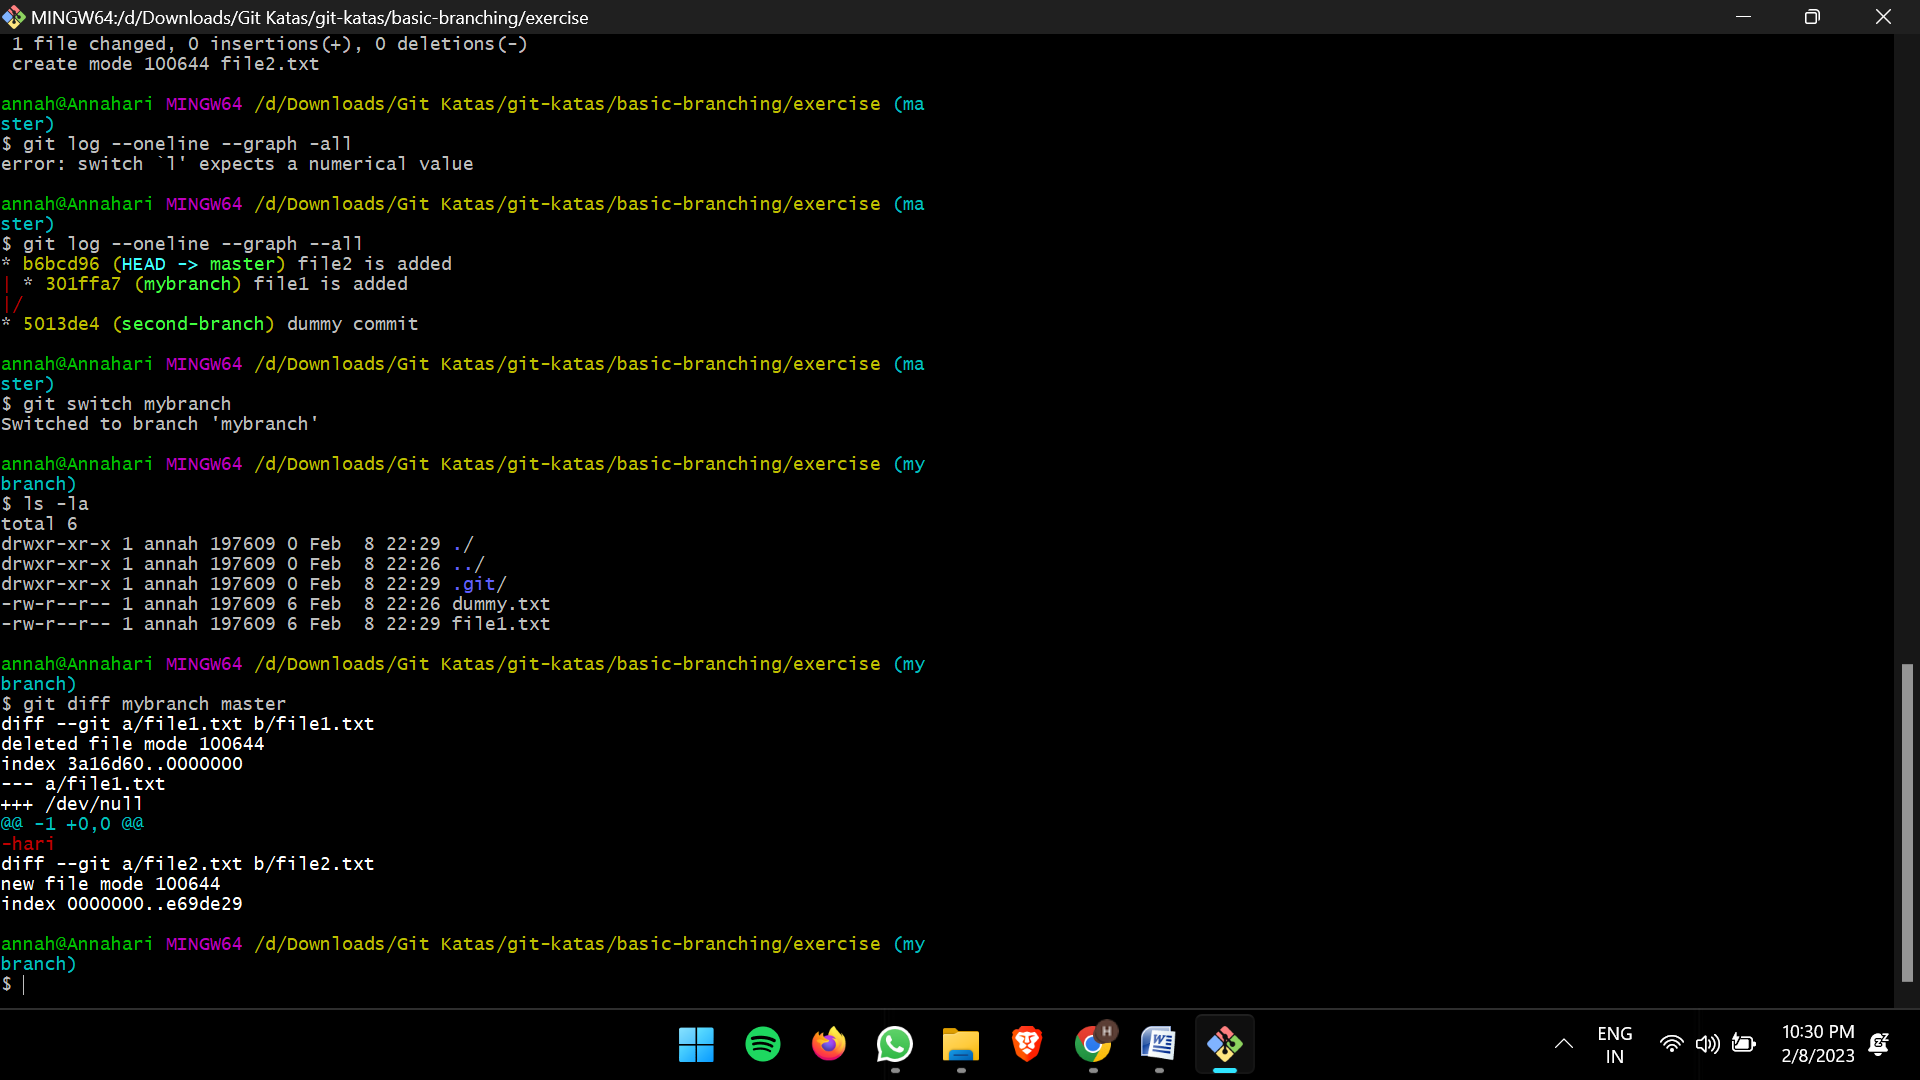 MINGW64:/d/Downloads/Git Katas/git-katas/basic-branching/exercise
1 file changed, 0 insertions(+), 0 deletions(-)
create mode 100644 file2.txt
annah@Annahari MINGW64 /d/Downloads/Git Katas/git-katas/basic-branching/exercise (ma
ster)
$ git log --oneline --graph -all
error: switch `l' expects a numerical value
annah@Annahari MINGW64 /d/Downloads/Git Katas/git-katas/basic-branching/exercise (ma
ster)
$ git log --oneline --graph --all
* b6bcd96 (HEAD -> master) file2 is added
| * 301ffa7 (mybranch) file1 is added
|/
* 5013de4 (second-branch) dummy commit
annah@Annahari MINGW64 /d/Downloads/Git Katas/git-katas/basic-branching/exercise (ma
ster)
$ git switch mybranch
Switched to branch 'mybranch'
annah@Annahari MINGW64 /d/Downloads/Git Katas/git-katas/basic-branching/exercise (my
branch)
$ ls -la
total 6
drwxr-xr-x 1 annah 197609 0 Feb  8 22:29 ./
drwxr-xr-x 1 annah 197609 0 Feb  8 22:26 ../
drwxr-xr-x 1 annah 197609 0 Feb  8 22:29 .git/
-rw-r--r-- 1 annah 197609 6 Feb  8 22:26 dummy.txt
-rw-r--r-- 1 annah 197609 6 Feb  8 22:29 file1.txt
annah@Annahari MINGW64 /d/Downloads/Git Katas/git-katas/basic-branching/exercise (my
branch)
$ git diff mybranch master
diff --git a/file1.txt b/file1.txt
deleted file mode 100644
index 3a16d60..0000000
--- a/file1.txt
+++ /dev/null
@@ -1 +0,0 @@
-hari
diff --git a/file2.txt b/file2.txt
new file mode 100644
index 0000000..e69de29
annah@Annahari MINGW64 /d/Downloads/Git Katas/git-katas/basic-branching/exercise (my
branch)
$
H
W
ENG
IN
10:30 PM
2/8/2023